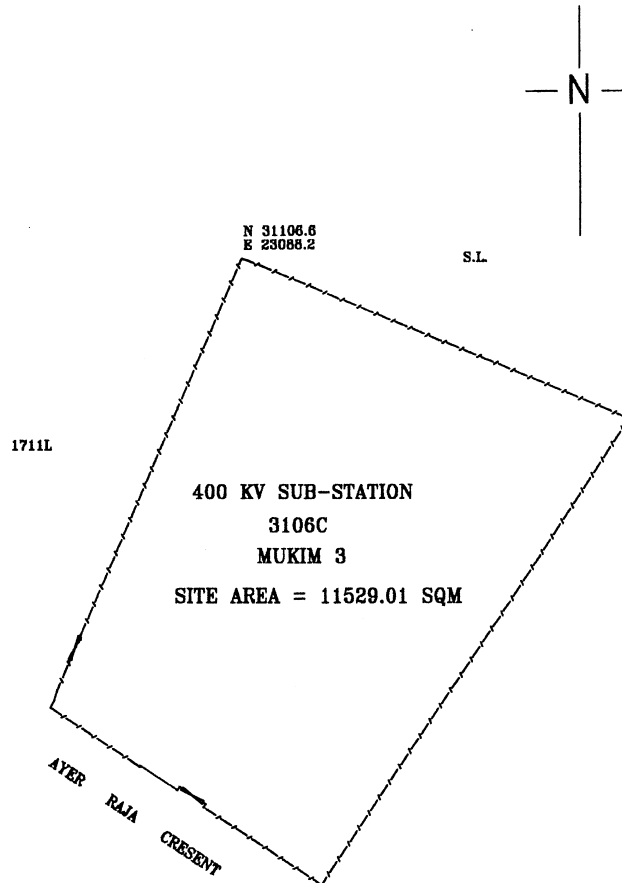 N
N 31106.6
E 23088.2
S.L.
1711L
400 KV SUB-STATION
3106C
MUKIM 3
SITE AREA = 11529.01 SQM
AYER RAJA CRESENT